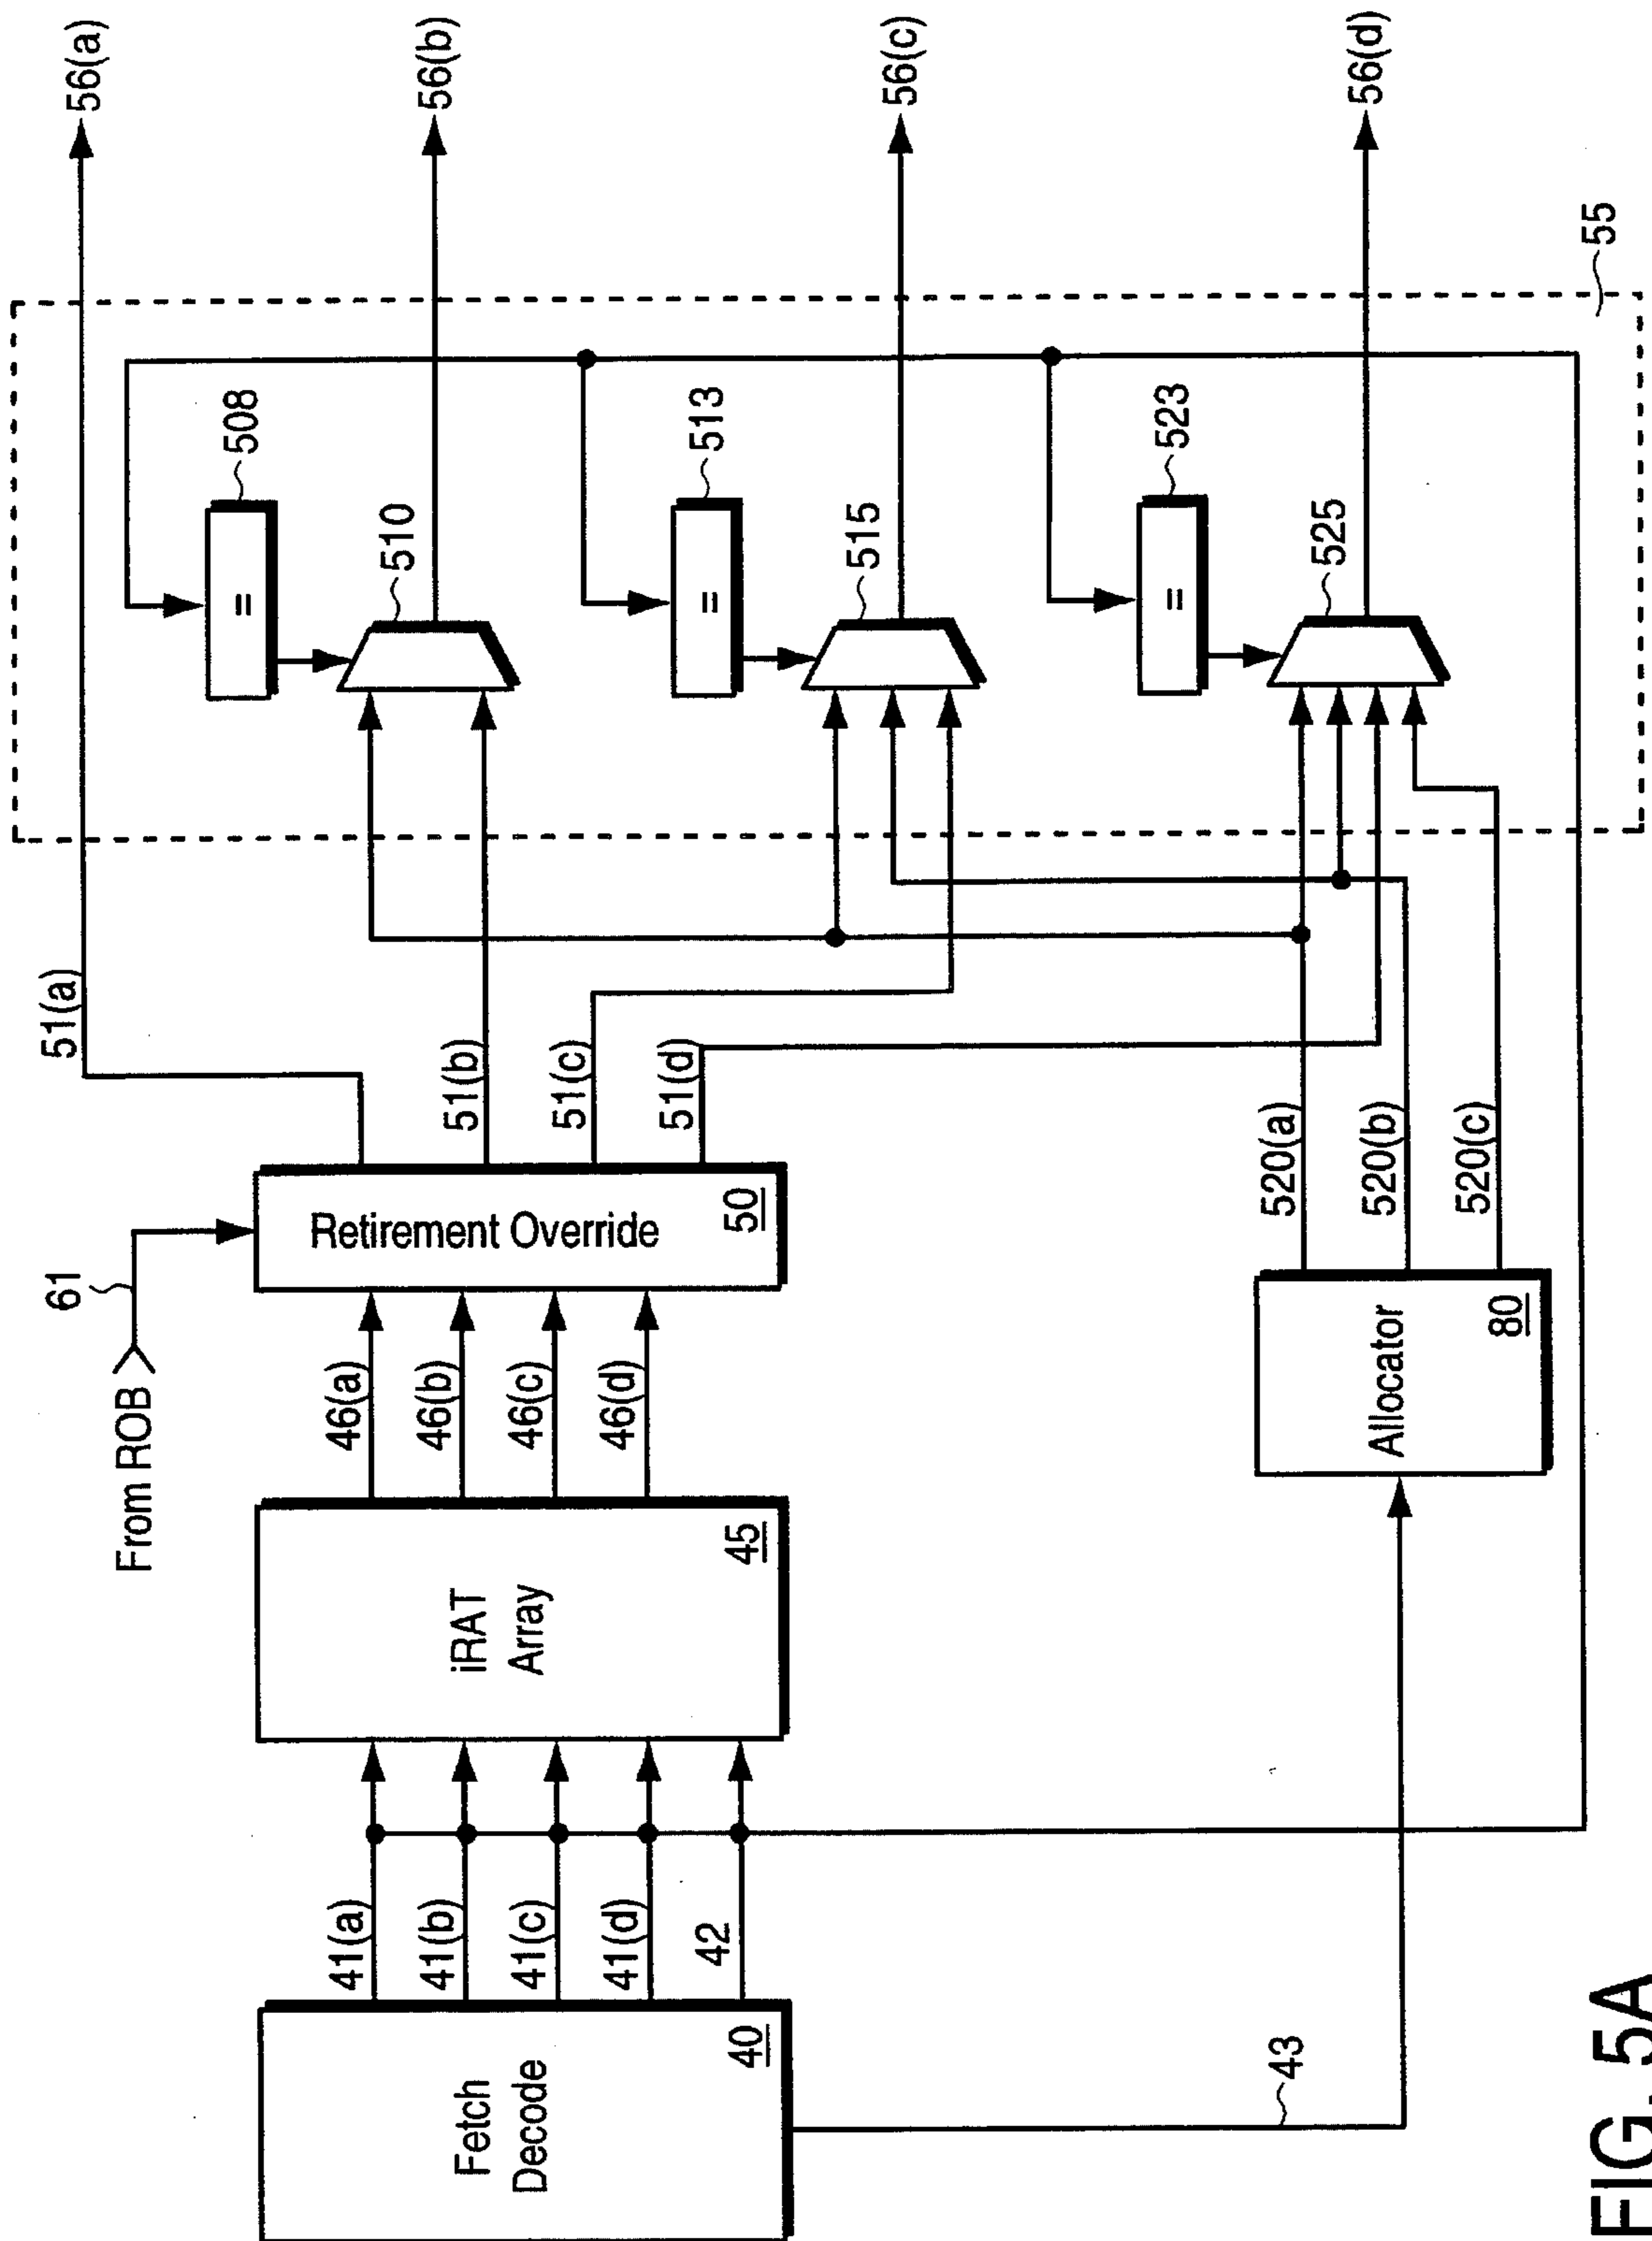 Fetch
Decode
40
41(a)
41(b)
41(c)
41(d)
42
43
iRAT
Array
45
46(a)
46(b)
46(c)
46(d)
From ROB
61
Retirement Override
50
51(a)
51(b)
51(c)
51(d)
Allocator
80
520(a)
520(b)
520(c)
=
508
510
=
513
515
=
523
525
55
56(a)
56(b)
56(c)
56(d)
FIG. 5A